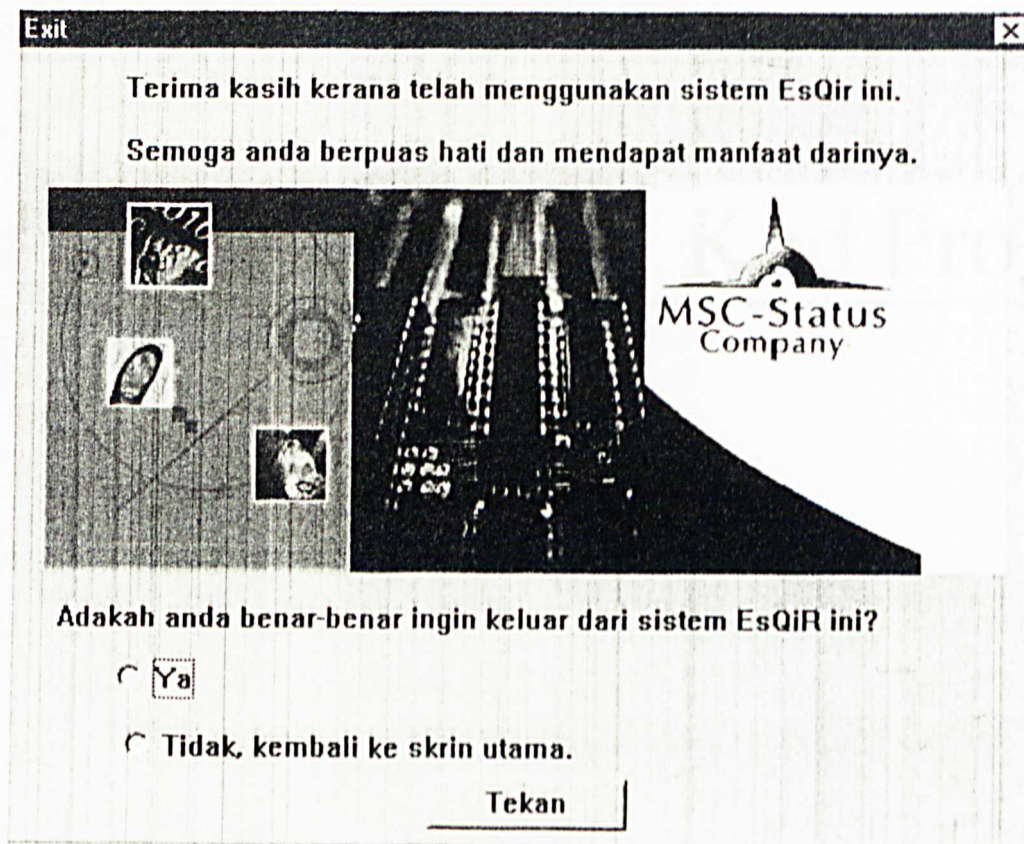 Exit
Terima kasih kerana telah menggunakan sistem EsQir ini.
Semoga anda berpuas hati dan mendapat manfaat darinya.
MSC-Status
Company
Adakah anda benar-benar ingin keluar dari sistem EsQiR ini?
Ya
Tidak, kembali ke skrin utama.
Tekan